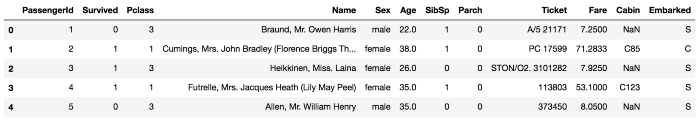 PassengerId Survived Pclass Name Sex Age SibSp Parch Ticket Fare Cabin Embarked
0 1 0 3 Braund, Mr. Owen Harris male 22.0 1 0 A/5 21171 7.2500 NaN S
1 2 1 1 Cumings, Mrs. John Bradley (Florence Briggs Th... female 38.0 1 0 PC 17599 71.2833 C85 C
2 3 1 3 Heikkinen, Miss. Laina female 26.0 0 0 STON/O2. 3101282 7.9250 NaN S
3 4 1 1 Futrelle, Mrs. Jacques Heath (Lily May Peel) female 35.0 1 0 113803 53.1000 C123 S
4 5 0 3 Allen, Mr. William Henry male 35.0 0 0 373450 8.0500 NaN S